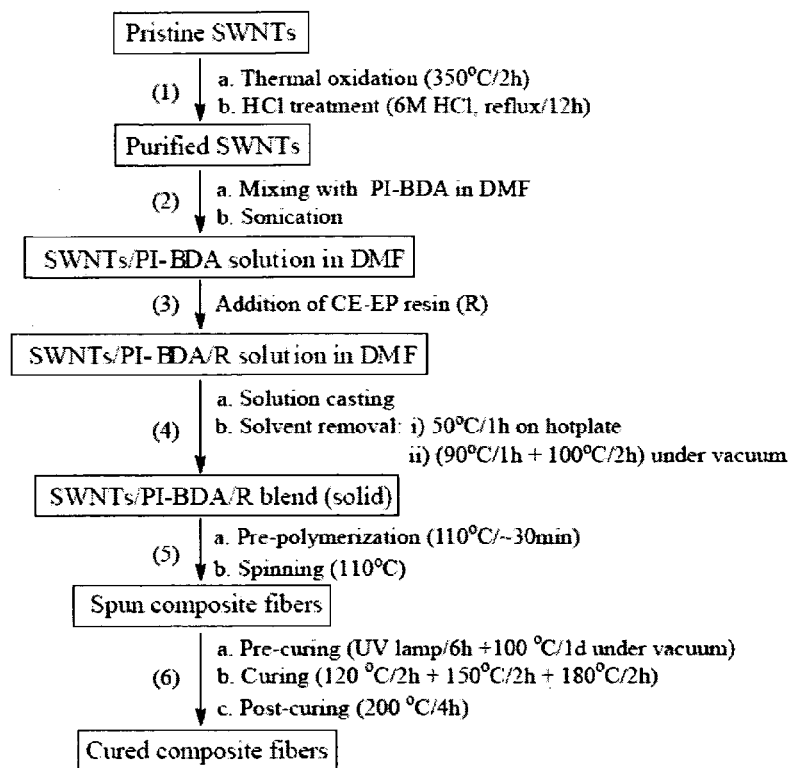 Pristine SWNTs
(1)
a. Thermal oxidation (350°C/2h)
b. HCl treatment (6M HCl, reflux/12h)
Purified SWNTs
(2)
a. Mixing with PI-BDA in DMF
b. Sonication
SWNTs/PI-BDA solution in DMF
(3) Addition of CE-EP resin (R)
SWNTs/PI-BDA/R solution in DMF
(4)
a. Solution casting
b. Solvent removal: i) 50°C/1h on hotplate
ii) (90°C/1h + 100°C/2h) under vacuum
SWNTs/PI-BDA/R blend (solid)
(5)
a. Pre-polymerization (110°C/~30min)
b. Spinning (110°C)
Spun composite fibers
(6)
a. Pre-curing (UV lamp/6h +100 °C/1d under vacuum)
b. Curing (120 °C/2h + 150°C/2h + 180°C/2h)
c. Post-curing (200 °C/4h)
Cured composite fibers